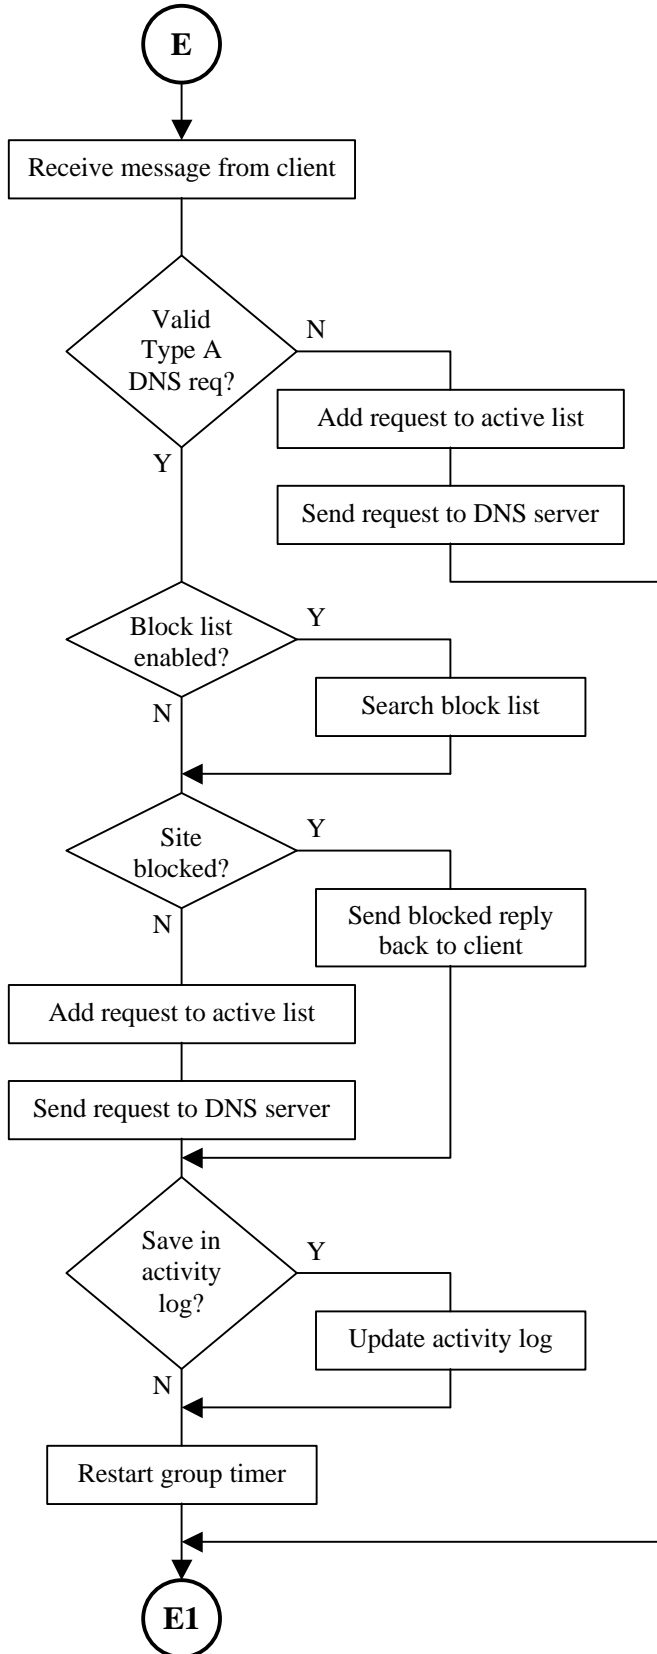 E
Receive message from client
Valid
Type A
DNS req?
N
Y
Add request to active list
Send request to DNS server
Block list
enabled?
Y
N
Search block list
Site
blocked?
Y
N
Send blocked reply
back to client
Add request to active list
Send request to DNS server
Save in
activity
log?
Y
N
Update activity log
Restart group timer
E1